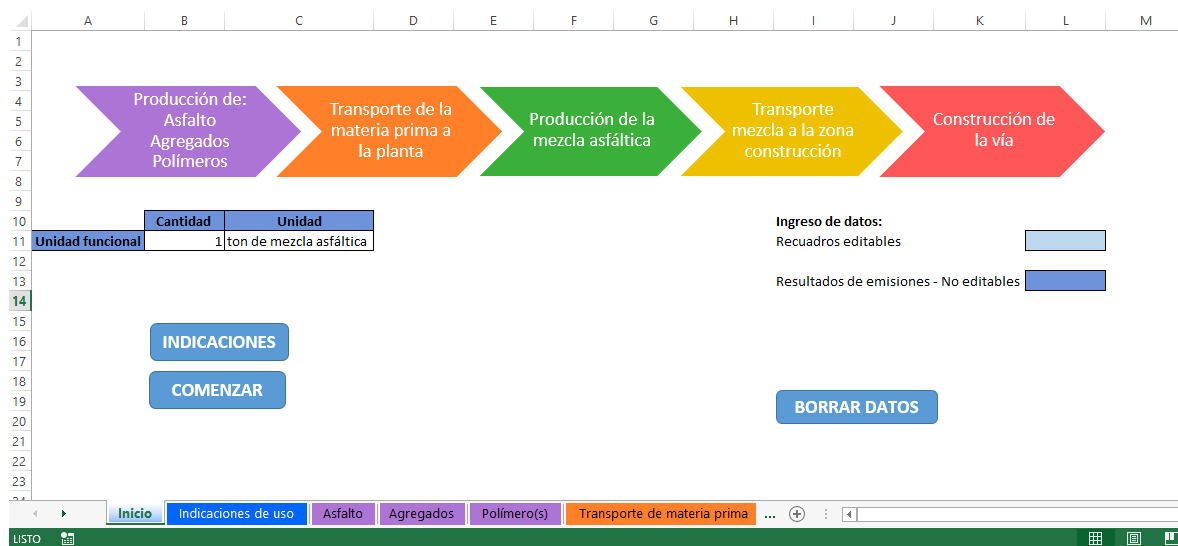 A B C D E F G H I J K L M
1
2
3
4
5
6
7
8
9
10
11
12
13
14
15
16
17
18
19
20
21
22
23
Producción de:
Asfalto
Agregados
Polímeros
Transporte de la
materia prima a
la planta
Producción de la
mezcla asfáltica
Transporte
mezcla a la zona
construcción
Construcción de
la vía
Cantidad Unidad
Unidad funcional 1 ton de mezcla asfáltica
Ingreso de datos:
Recuadros editables
Resultados de emisiones - No editables
INDICACIONES
COMENZAR
BORRAR DATOS
Inicio Indicaciones de uso Asfalto Agregados Polímero(s) Transporte de materia prima ...
LISTO